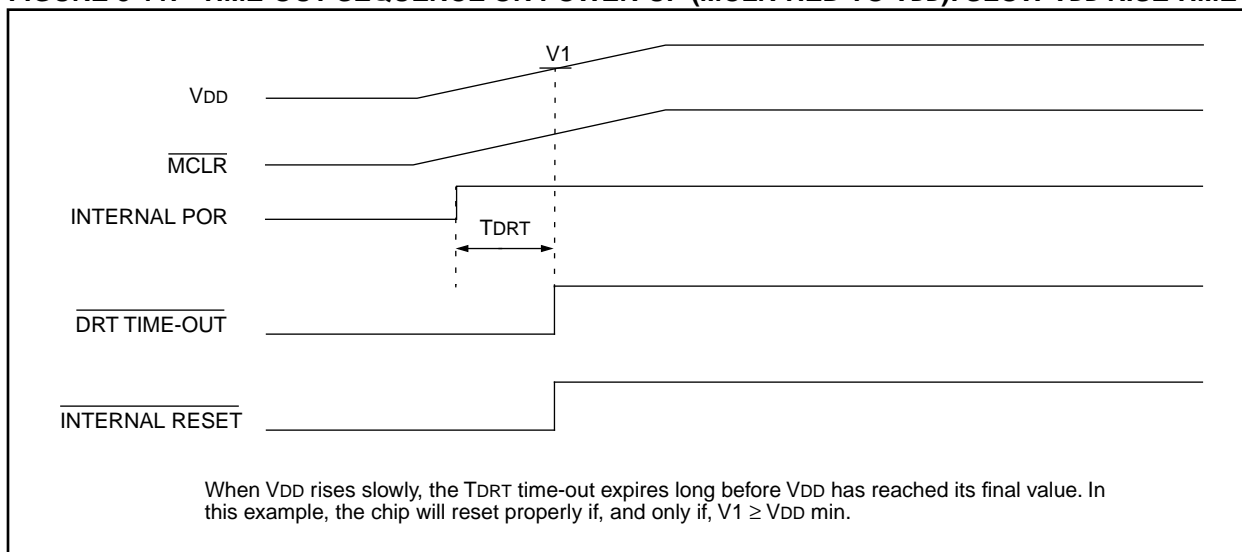 V1
VDD
MCLR
INTERNAL POR
TDRT
DRT TIME-OUT
INTERNAL RESET
When VDD rises slowly, the TDRT time-out expires long before VDD has reached its final value. In
this example, the chip will reset properly if, and only if, V1 ≥ VDD min.